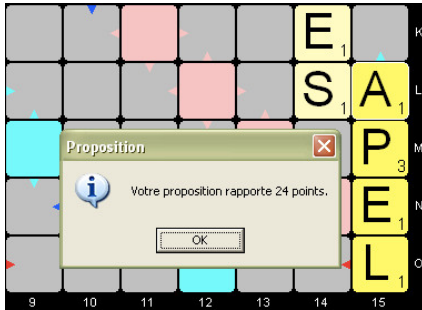 E1 K
S1 A1 L
Proposition
P3 M
Votre proposition rapporte 24 points.
E1 N
OK
L1 O
9 10 11 12 13 14 15